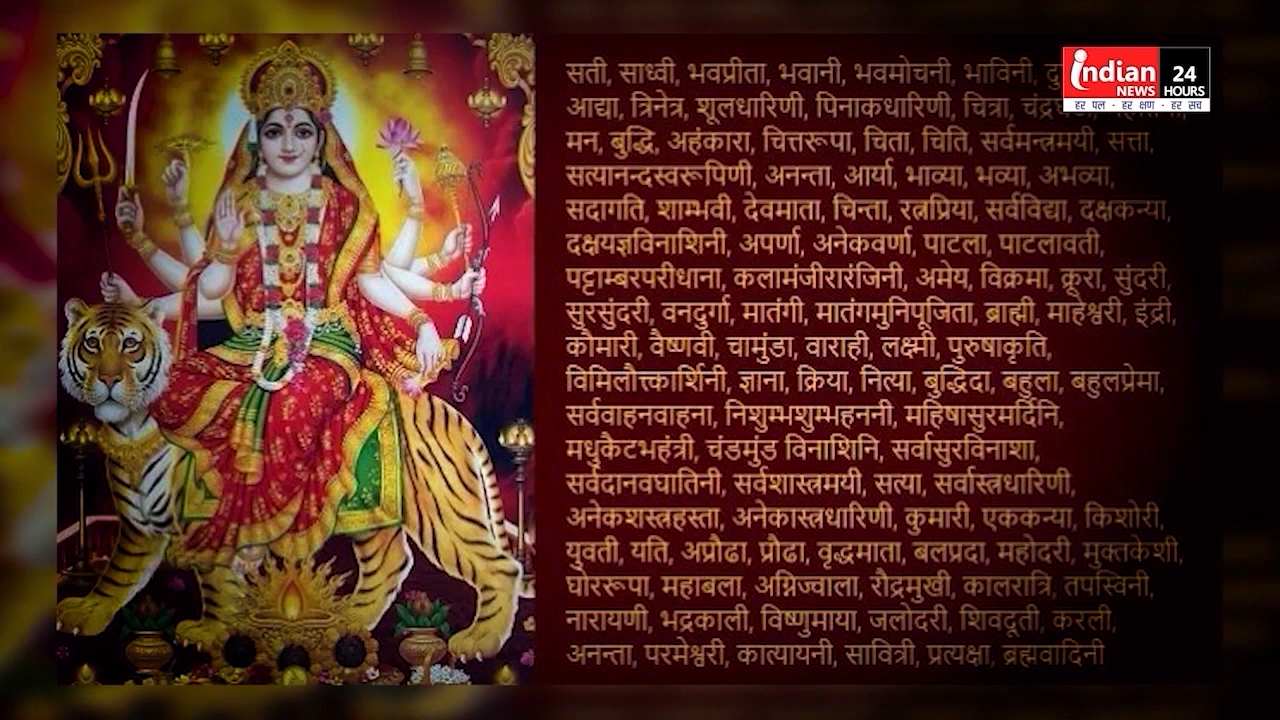 सती, साध्वी, भवप्रीता, भवानी, भवमोचनी, भाविनी,
indian
NEWS
24
HOURS
हर पल - हर क्षण - हर सच
आद्या, त्रिनेत्र, शूलधारिणी, पिनाकधारिणी, चित्रा,
मन, बुद्धि, अहंकारा, चित्तरूपा, चिता, चिति, सर्वमन्त्रमयी, सत्ता,
सत्यानन्दस्वरूपिणी, अनन्ता, आर्या, भाव्या, भव्या, अभव्या,
सदागति, शाम्भवी, देवमाता, चिन्ता, रत्नप्रिया, सर्वविद्या, दक्षकन्या,
दक्षयज्ञविनाशिनी, अपर्णा, अनेकवर्णा, पाटला, पाटलावती,
पट्टाम्बरपरीधाना, कलामंजीरारंजिनी, अमेय, विक्रमा, क्रूरा, सुंदरी,
सुरसुंदरी, वनदुर्गा, मातंगी, मातंगमुनिपूजिता, ब्राह्मी, माहेश्वरी, इंद्री,
कौमारी, वैष्णवी, चामुंडा, वाराही, लक्ष्मी, पुरुषाकृति,
विमिलौत्त्कार्शिनी, ज्ञाना, क्रिया, नित्या, बुद्धिदा, बहुला, बहुलप्रेमा,
सर्ववाहनवाहना, निशुम्भशुम्भहननी, महिषासुरमर्दिनि,
मधुकैटभहंत्री, चंडमुंड विनाशिनि, सर्वासुरविनाशा,
सर्वदानवघातिनी, सर्वशास्त्रमयी, सत्या, सर्वास्त्रधारिणी,
अनेकशस्त्रहस्ता, अनेकास्त्रधारिणी, कुमारी, एककन्या, किशोरी,
युवती, यति, अप्रौढा, प्रौढा, वृद्धमाता, बलप्रदा, महोदरी, मुक्तकेशी,
घोररूपा, महाबला, अग्निज्वाला, रौद्रमुखी, कालरात्रि, तपस्विनी,
नारायणी, भद्रकाली, विष्णुमाया, जलोदरी, शिवदूती, करली,
अनन्ता, परमेश्वरी, कात्यायनी, सावित्री, प्रत्यक्षा, ब्रह्मवादिनी